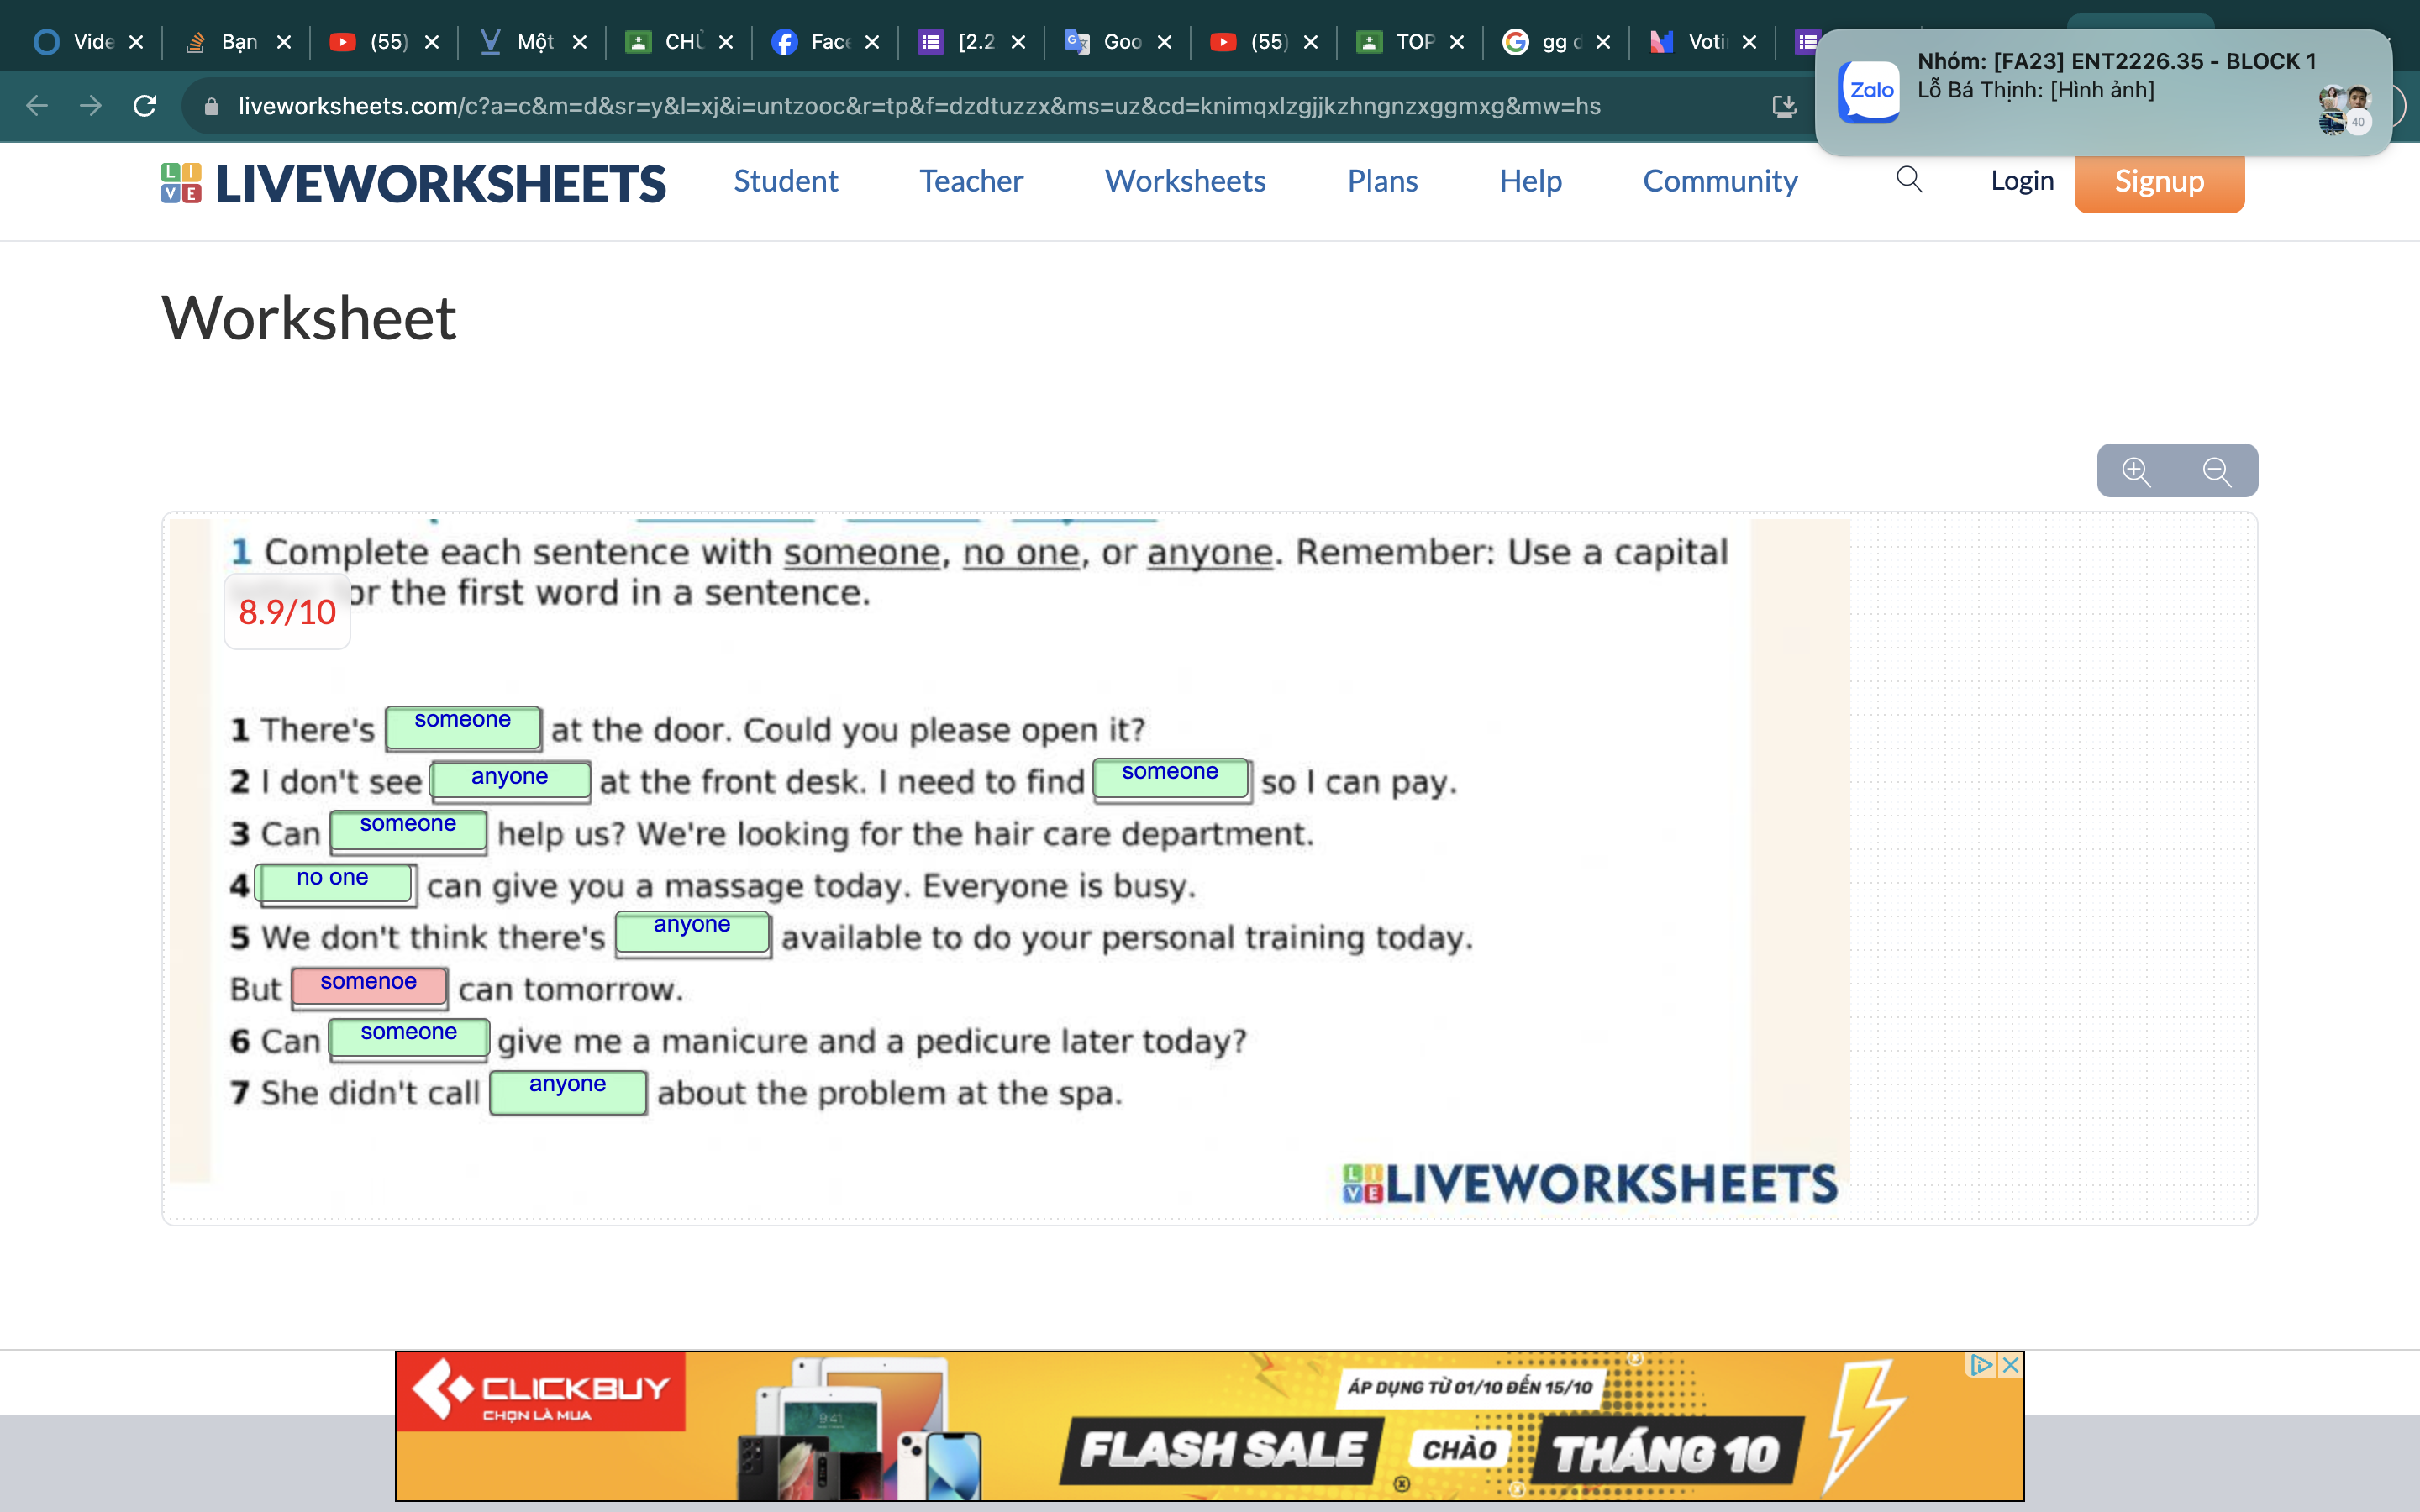 Vide
Bạn
(55)
Một
CHỦ
Face
[2.2
Goo
(55)
TOP
gg
Voti
liveworksheets.com/c?a=c&m=d&sr=y&l=xj&i=untzooc&r=tp&f=dzdtuzzx&ms=uz&cd=knimqxlzgjjkzhngnzxggmxg&mw=hs
Zalo
Nhóm: [FA23] ENT2226.35 - BLOCK 1
Lỗ Bá Thịnh: [Hình ảnh]
40
LIVE LIVEWORKSHEETS
Student
Teacher
Worksheets
Plans
Help
Community
Login
Signup
Worksheet
1 Complete each sentence with someone, no one, or anyone. Remember: Use a capital
or the first word in a sentence.
8.9/10
1 There's someone at the door. Could you please open it?
2 I don't see anyone at the front desk. I need to find someone so I can pay.
3 Can someone help us? We're looking for the hair care department.
4 no one can give you a massage today. Everyone is busy.
5 We don't think there's anyone available to do your personal training today.
But somenoe can tomorrow.
6 Can someone give me a manicure and a pedicure later today?
7 She didn't call anyone about the problem at the spa.
LIVE LIVEWORKSHEETS
CLICKBUY
CHỌN LÀ MUA
9:41
ÁP DỤNG TỪ 01/10 ĐẾN 15/10
FLASH SALE CHÀO THÁNG 10